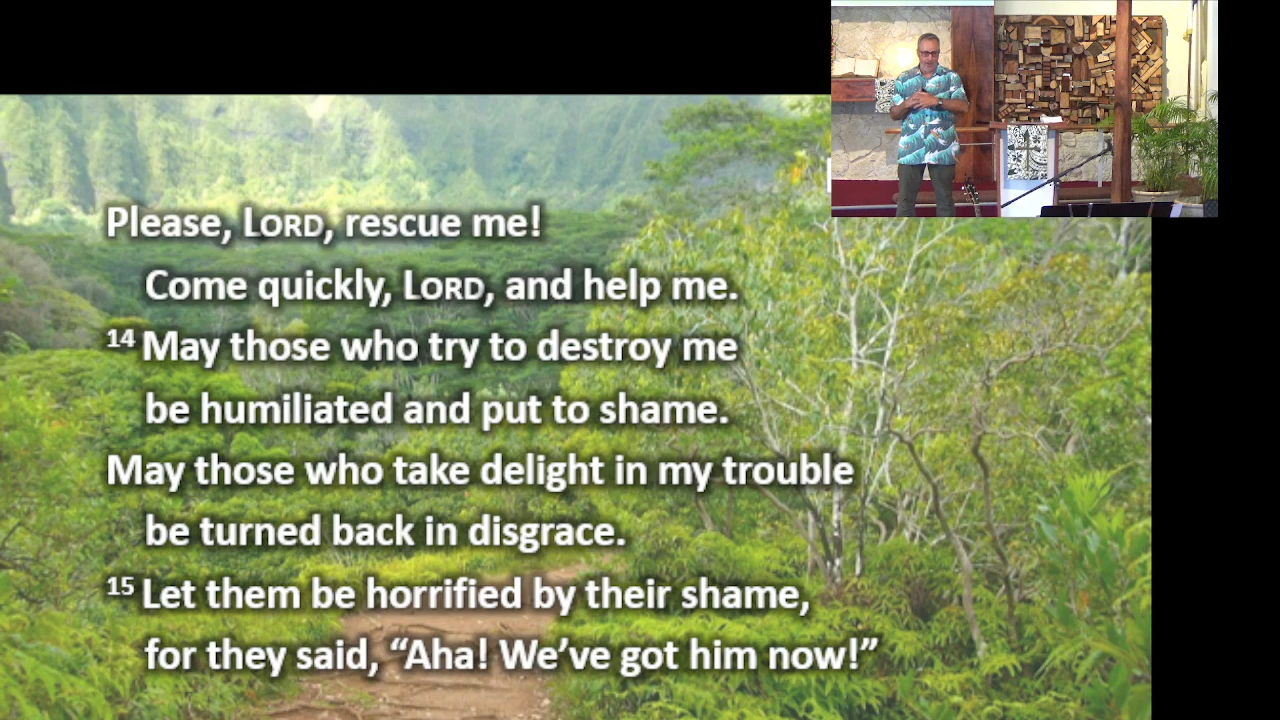 Please, LORD, rescue me!
Come quickly, LORD, and help me.
14 May those who try to destroy me
be humiliated and put to shame.
May those who take delight in my trouble
be turned back in disgrace.
15 Let them be horrified by their shame,
for they said, “Aha! We’ve got him now!”